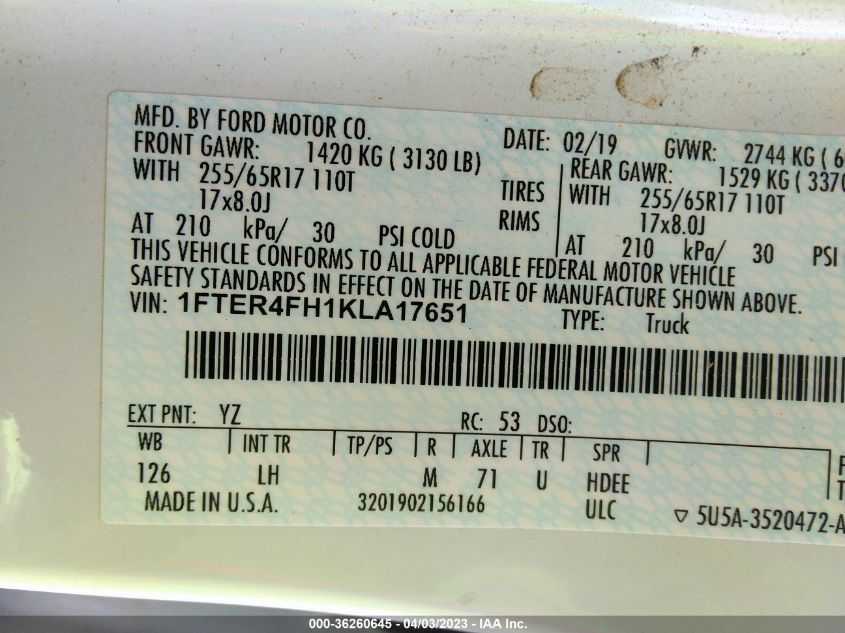 MFD. BY FORD MOTOR CO.
DATE: 02/19 GVWR: 2744 KG ( 6
FRONT GAWR: 1420 KG ( 3130 LB)
REAR GAWR: 1529 KG ( 337
WITH 255/65R17 110T TIRES WITH 255/65R17 110T
17x8.0J RIMS 17x8.0J
AT 210 kPa/ 30 PSI COLD AT 210 kPa/ 30 PSI
THIS VEHICLE CONFORMS TO ALL APPLICABLE FEDERAL MOTOR VEHICLE
SAFETY STANDARDS IN EFFECT ON THE DATE OF MANUFACTURE SHOWN ABOVE.
VIN: 1FTER4FH1KLA17651 TYPE: Truck
EXT PNT: YZ RC: 53 DSO:
WB INT TR TP/PS R AXLE TR SPR
126 LH M 71 U HDEE
MADE IN U.S.A. 3201902156166 ULC ▽ 5U5A-3520472-A
000-36260645 - 04/03/2023 - IAA Inc.